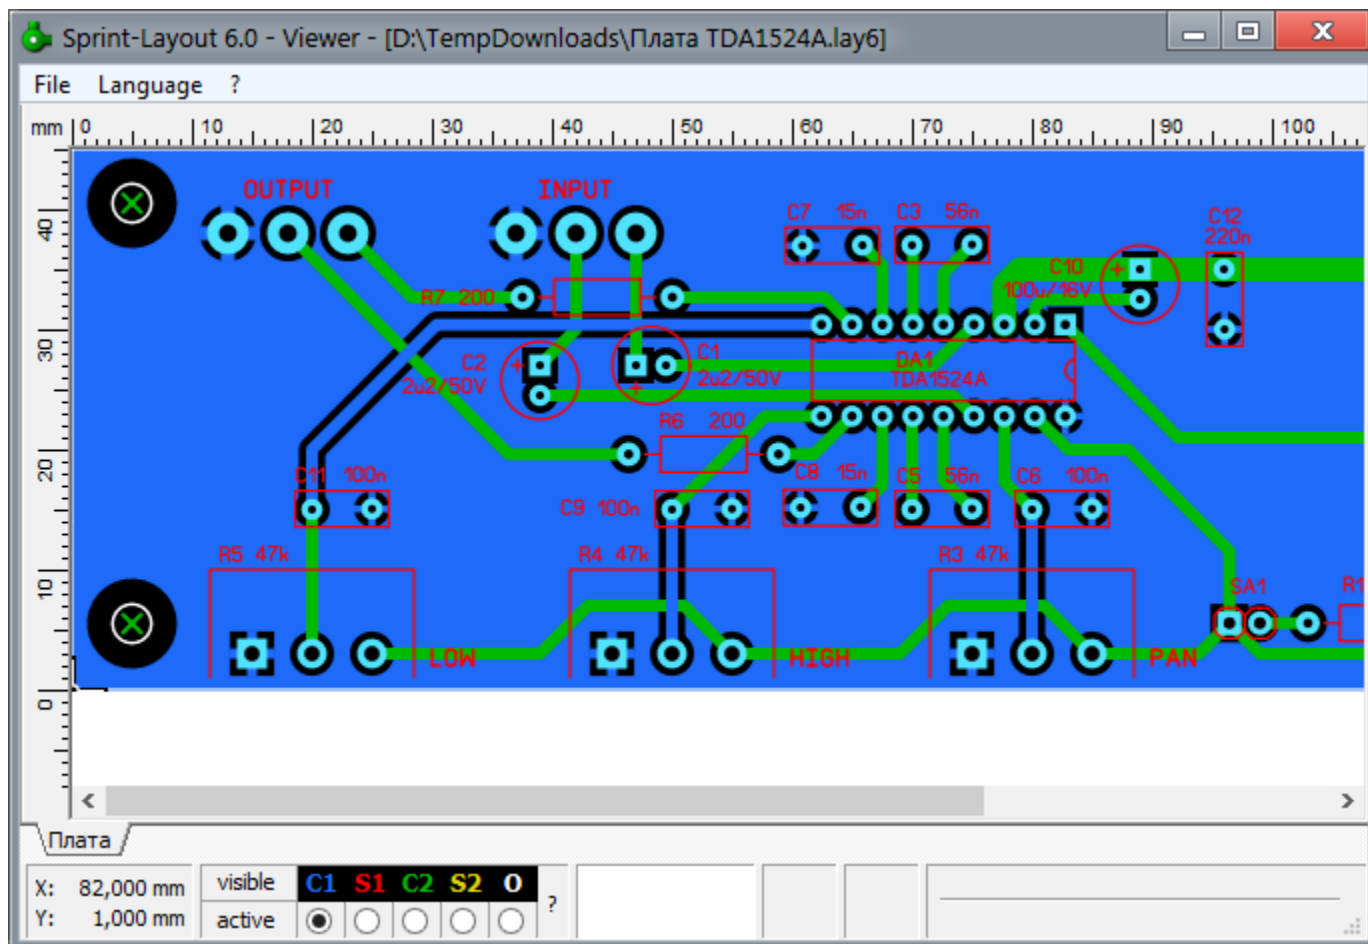 Sprint-Layout 6.0 - Viewer - [D:\TempDownloads\Плата TDA1524A.lay6]
File Language ?
mm 0 10 20 30 40 50 60 70 80 90 100
OUTPUT INPUT
C7 15n C3 56n C12
220n
40
C10
100u/16V
R7 200
30
C2
2u2/50V
C1
2u2/50V
DA1
TDA1524A
R6 200
20
C11 100n
C9 100n
C8 15n C5 56n C6 100n
R5 47k R4 47k R3 47k
10
SA1 R1
LOW HIGH PAN
0
Плата
X: 82,000 mm
Y: 1,000 mm
visible C1 S1 C2 S2 O
active
?